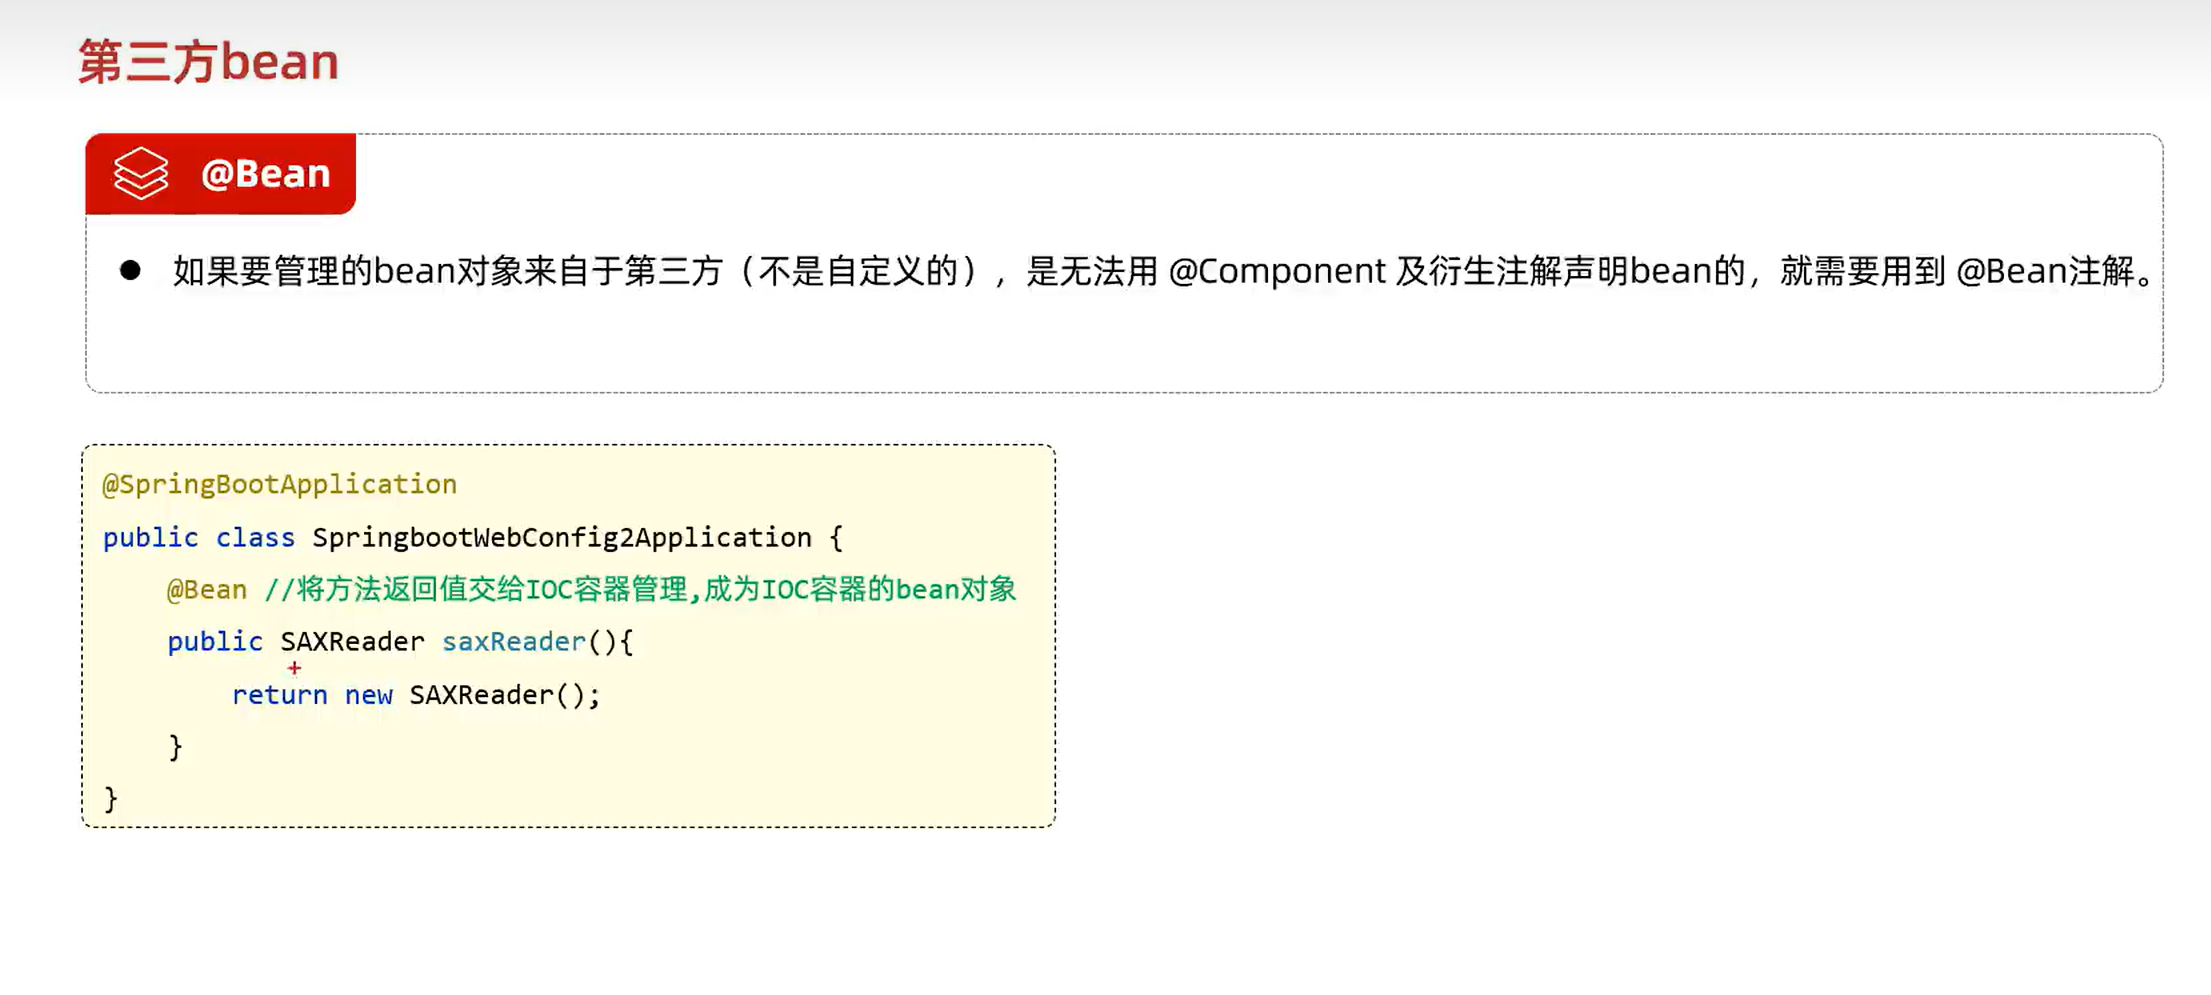 第三方bean
@Bean
● 如果要管理的bean对象来自于第三方（不是自定义的），是无法用 @Component 及衍生注解声明bean的，就需要用到 @Bean注解。
@SpringBootApplication
public class SpringbootWebConfig2Application {
    @Bean //将方法返回值交给IOC容器管理,成为IOC容器的bean对象
    public SAXReader saxReader(){
        return new SAXReader();
    }
}